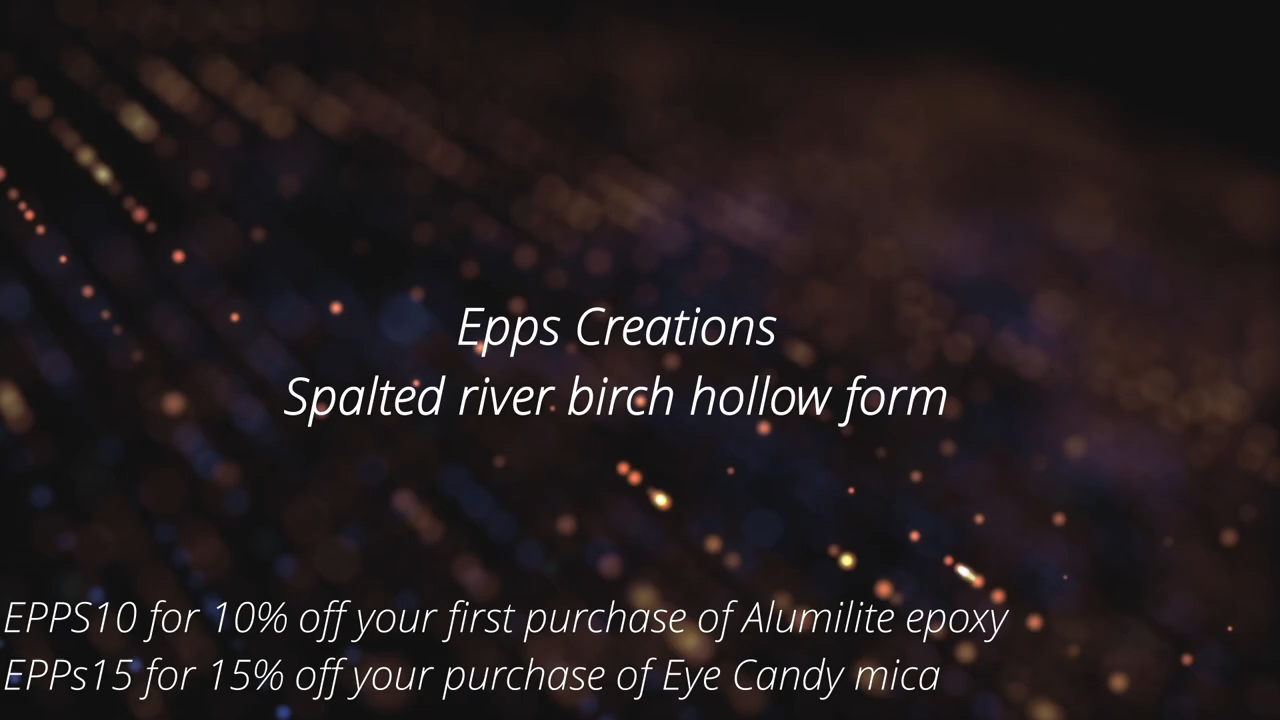 Epps Creations
Spalted river birch hollow form
EPPS10 for 10% off your first purchase of Alumilite epoxy
EPPs15 for 15% off your purchase of Eye Candy mica